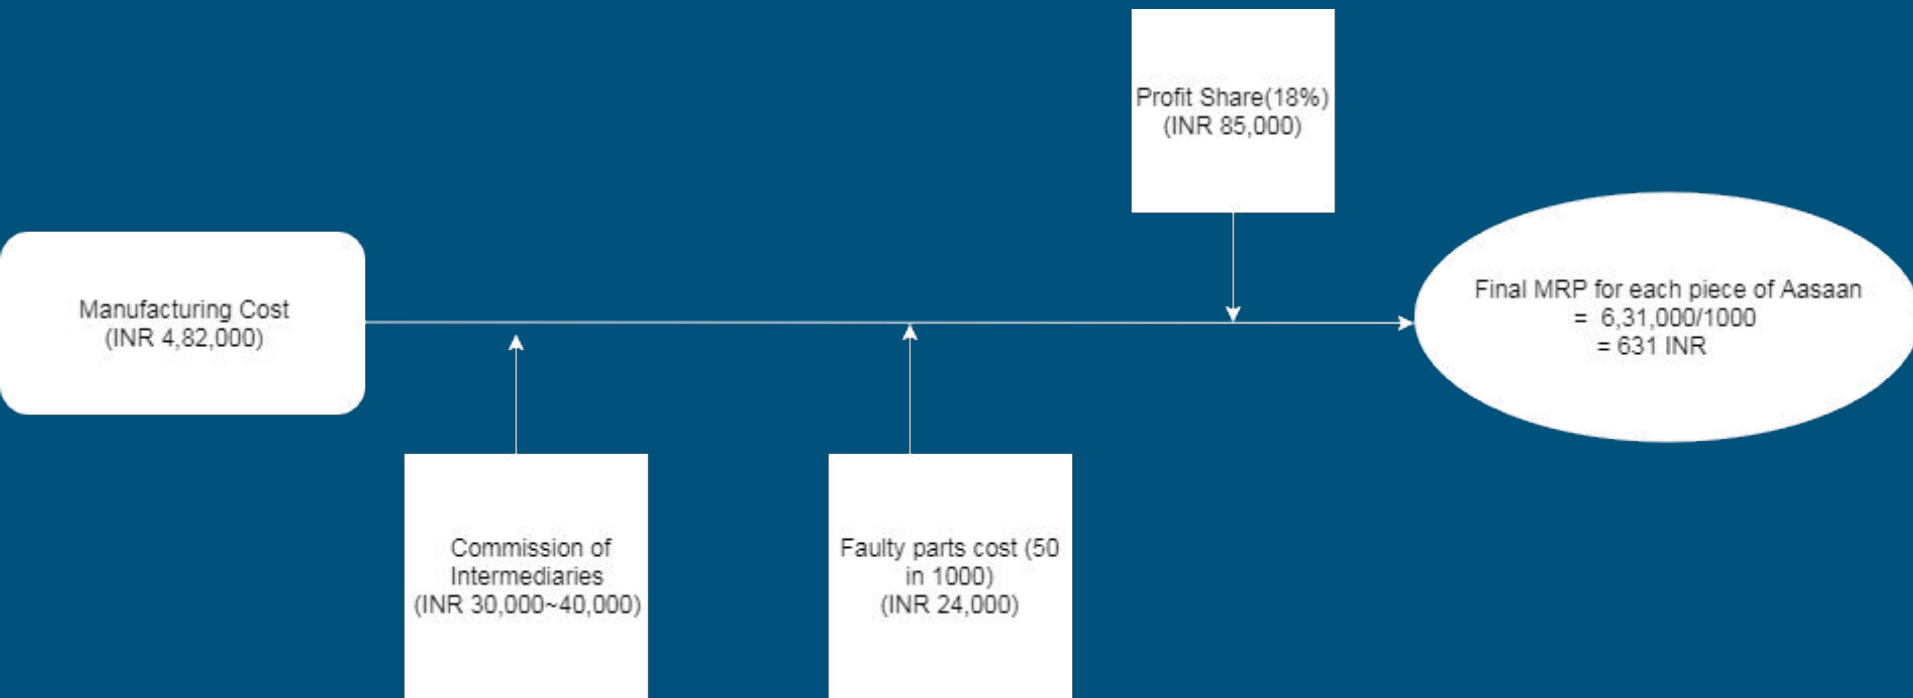 Profit Share(18%)
(INR 85,000)
Manufacturing Cost
(INR 4,82,000)
Final MRP for each piece of Aasaan
= 6,31,000/1000
= 631 INR
Commission of
Intermediaries
(INR 30,000~40,000)
Faulty parts cost (50
in 1000)
(INR 24,000)